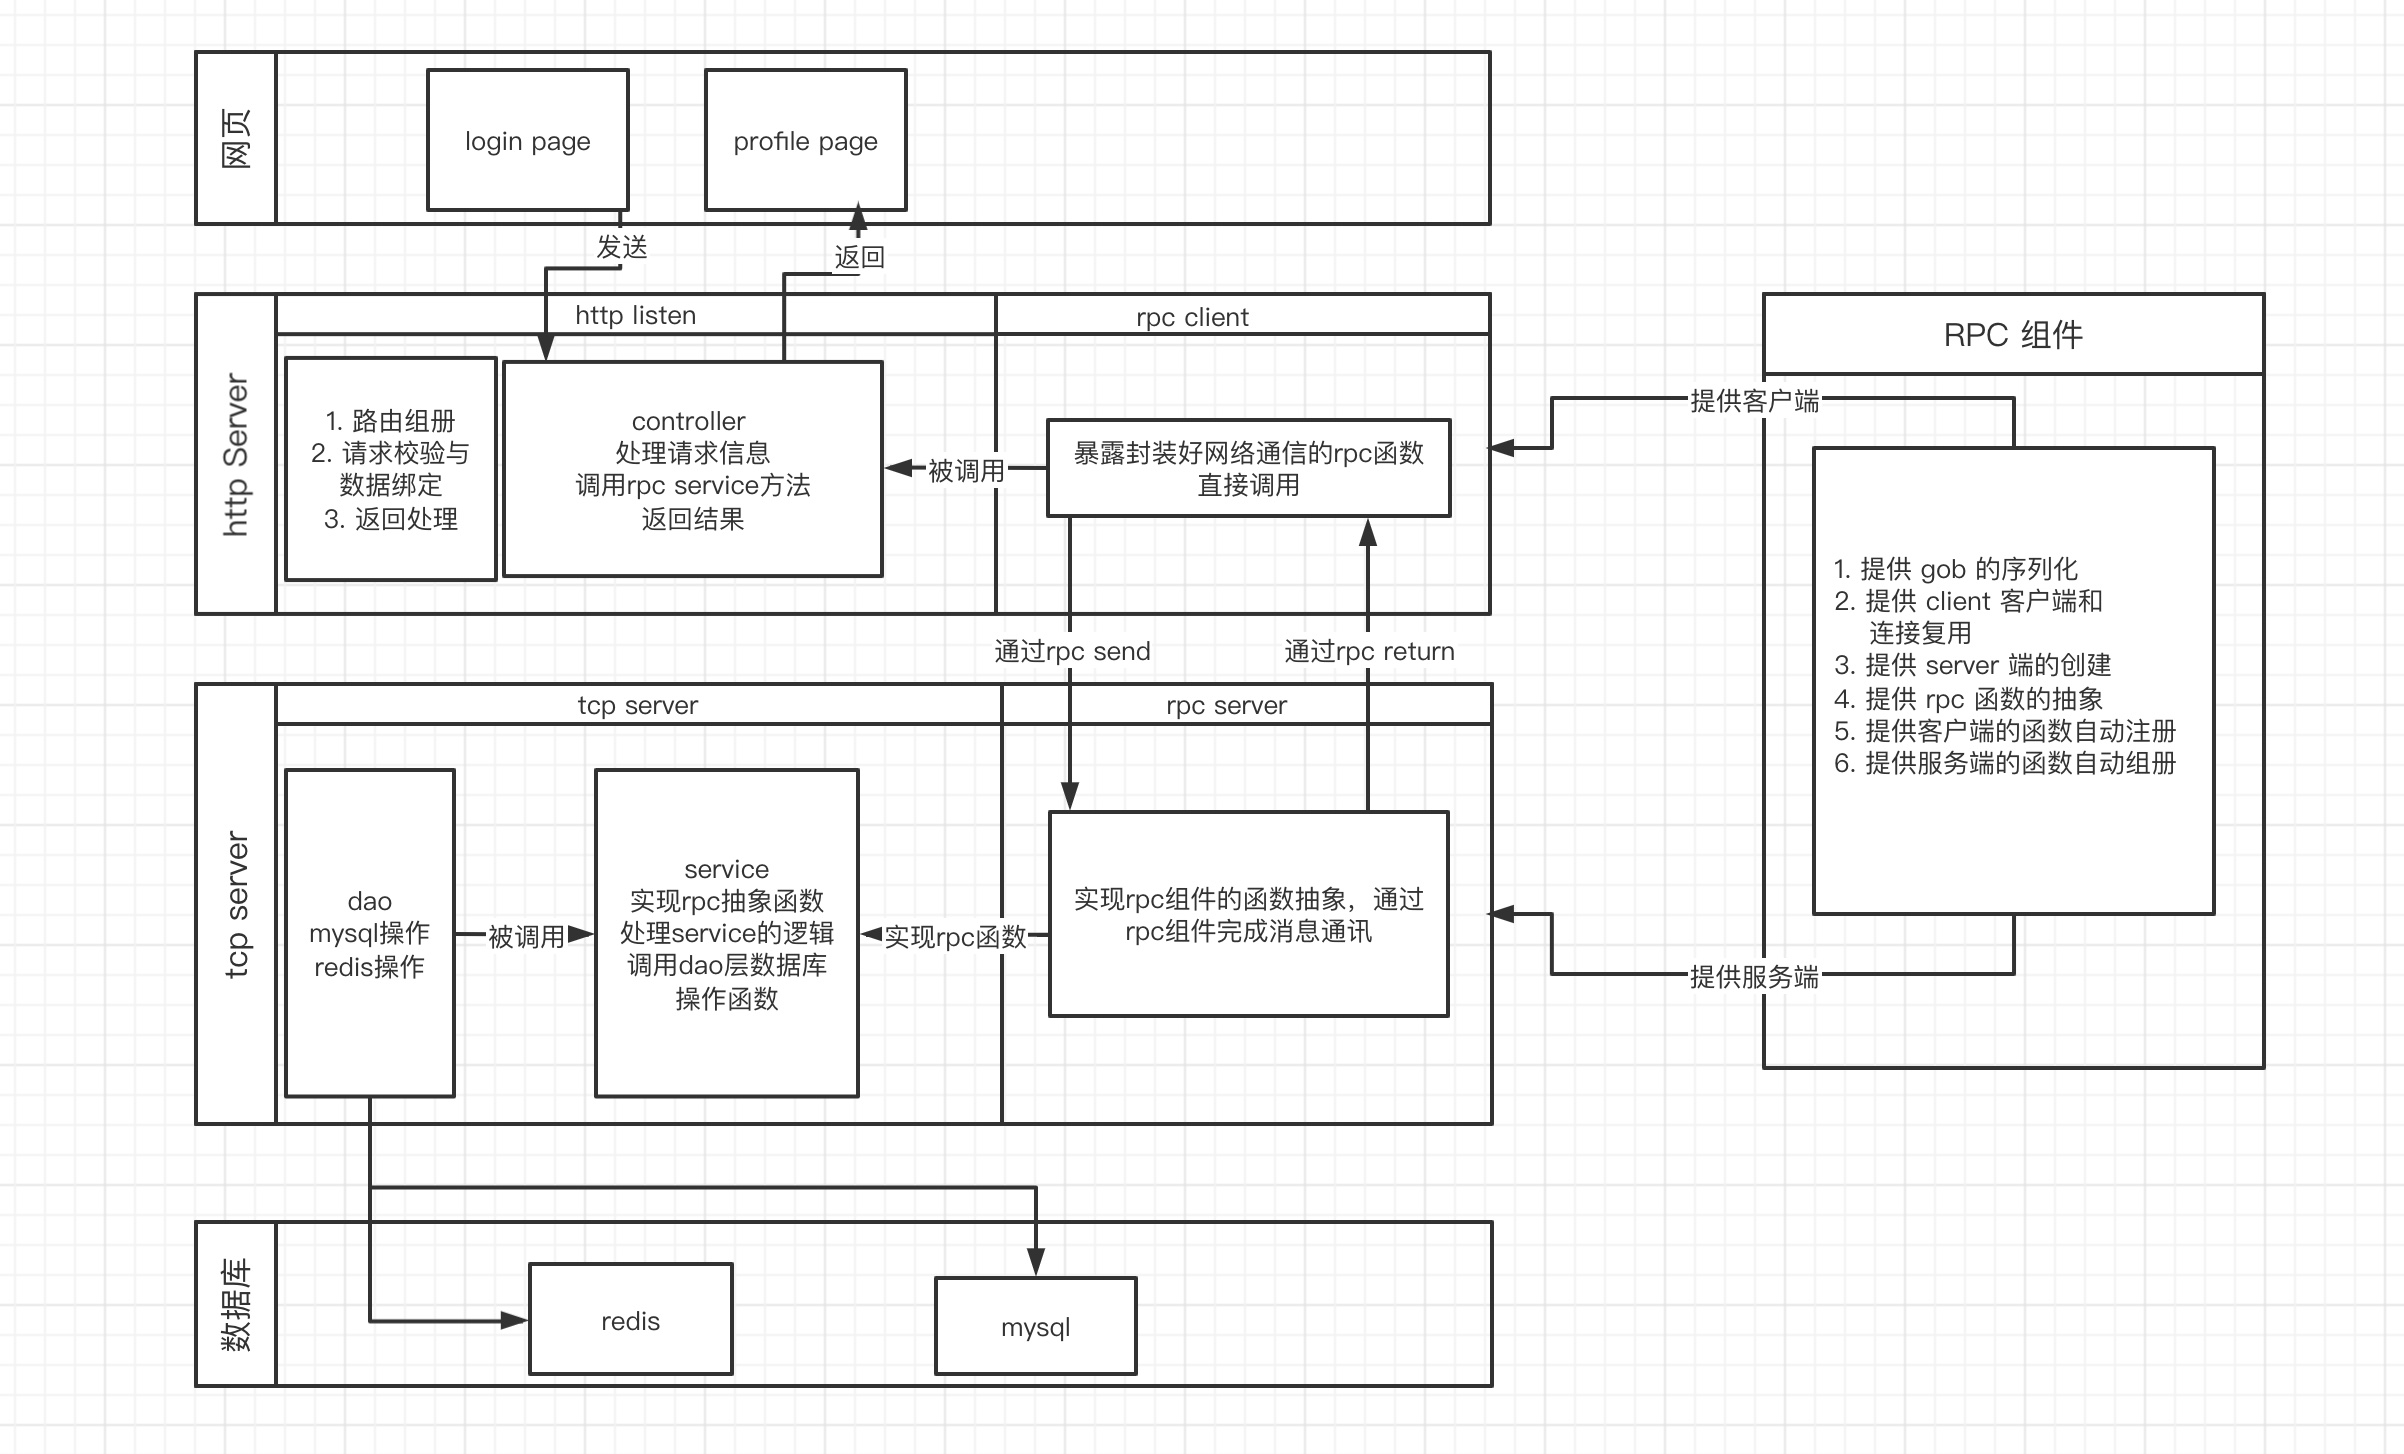 网页
login page
profile page
发送
返回
http Server
http listen
rpc client
1. 路由组册
2. 请求校验与
数据绑定
3. 返回处理
controller
处理请求信息
调用rpc service方法
返回结果
被调用
暴露封装好网络通信的rpc函数
直接调用
通过rpc send
通过rpc return
RPC 组件
提供客户端
1. 提供 gob 的序列化
2. 提供 client 客户端和
连接复用
3. 提供 server 端的创建
4. 提供 rpc 函数的抽象
5. 提供客户端的函数自动注册
6. 提供服务端的函数自动组册
提供服务端
tcp server
tcp server
rpc server
dao
mysql操作
redis操作
被调用
service
实现rpc抽象函数
处理service的逻辑
调用dao层数据库
操作函数
实现rpc函数
实现rpc组件的函数抽象，通过
rpc组件完成消息通讯
数据库
redis
mysql